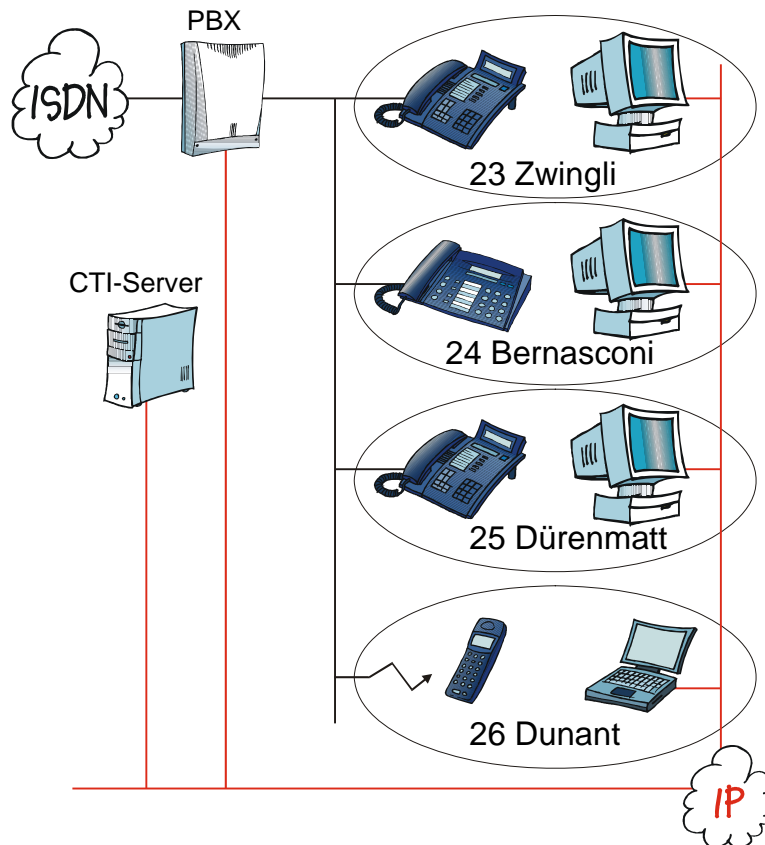 PBX
ISDN
23 Zwingli
CTI-Server
24 Bernasconi
25 Dürenmatt
26 Dunant
IP